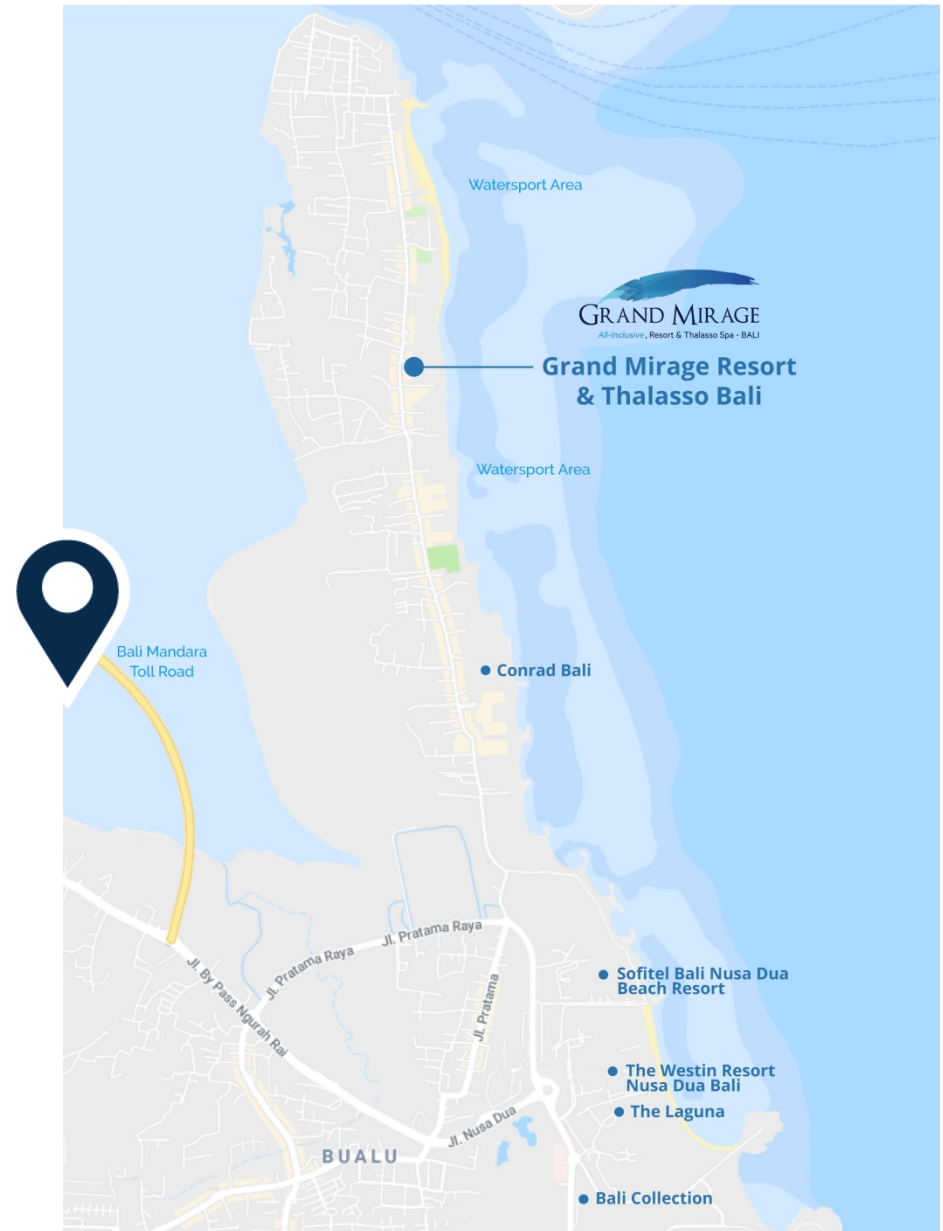 Watersport Area
GRAND MIRAGE
All-Inclusive, Resort & Thalasso Spa - BALI
Grand Mirage Resort
& Thalasso Bali
Watersport Area
Bali Mandara
Toll Road
Conrad Bali
Jl. Pratama Raya
Jl. Pratama Raya
Jl. By Pass Ngurah Rai
Jl. Pratama
Sofitel Bali Nusa Dua
Beach Resort
The Westin Resort
Nusa Dua Bali
The Laguna
Jl. Nusa Dua
BUALU
Bali Collection